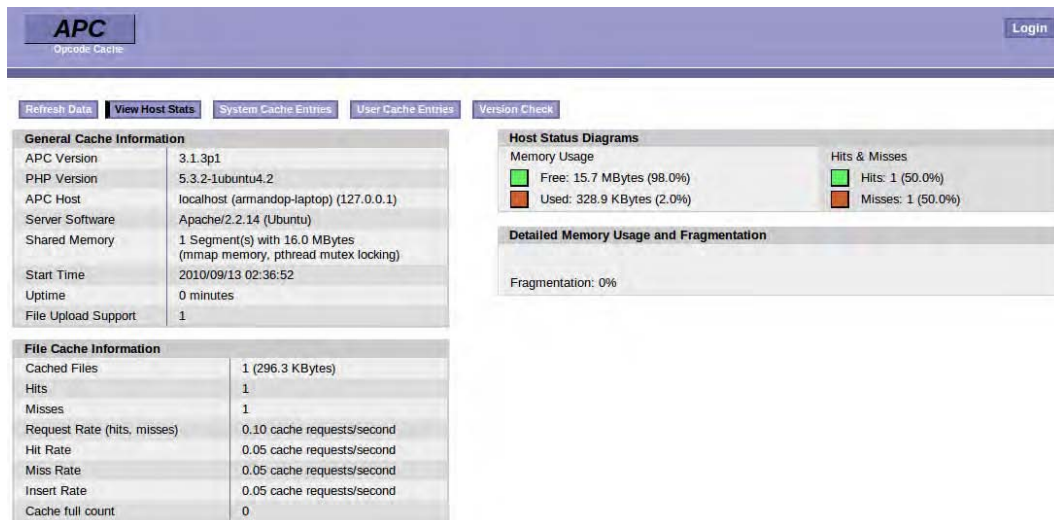 APC
Opcode Cache
Login
Refresh Data
View Host Stats
System Cache Entries
User Cache Entries
Version Check
General Cache Information
APC Version 3.1.3p1
PHP Version 5.3.2-1ubuntu4.2
APC Host localhost (armandop-laptop) (127.0.0.1)
Server Software Apache/2.2.14 (Ubuntu)
Shared Memory 1 Segment(s) with 16.0 MBytes
(mmap memory, pthread mutex locking)
Start Time 2010/09/13 02:36:52
Uptime 0 minutes
File Upload Support 1
File Cache Information
Cached Files 1 (296.3 KBytes)
Hits 1
Misses 1
Request Rate (hits, misses) 0.10 cache requests/second
Hit Rate 0.05 cache requests/second
Miss Rate 0.05 cache requests/second
Insert Rate 0.05 cache requests/second
Cache full count 0
Host Status Diagrams
Memory Usage
Free: 15.7 MBytes (98.0%)
Used: 328.9 KBytes (2.0%)
Hits & Misses
Hits: 1 (50.0%)
Misses: 1 (50.0%)
Detailed Memory Usage and Fragmentation
Fragmentation: 0%